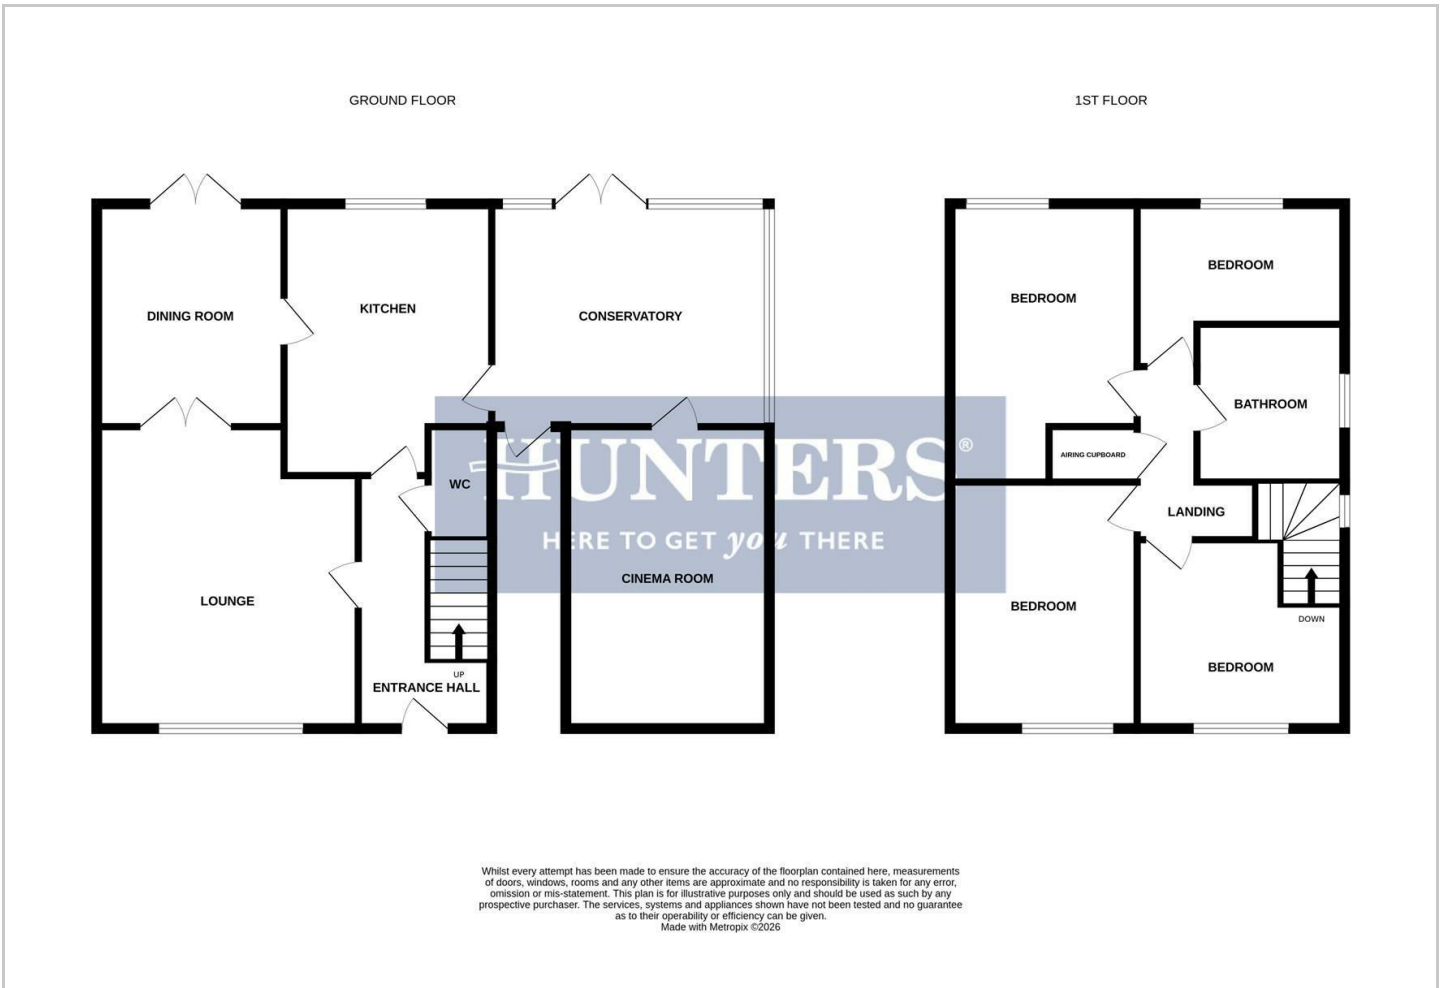 GROUND FLOOR
1ST FLOOR
DINING ROOM
KITCHEN
CONSERVATORY
WC
LOUNGE
UP
ENTRANCE HALL
CINEMA ROOM
BEDROOM
BEDROOM
BATHROOM
AIRING CUPBOARD
LANDING
BEDROOM
DOWN
BEDROOM
HUNTERS®
HERE TO GET you THERE
Whilst every attempt has been made to ensure the accuracy of the floorplan contained here, measurements
of doors, windows, rooms and any other items are approximate and no responsibility is taken for any error,
omission or mis-statement. This plan is for illustrative purposes only and should be used as such by any
prospective purchaser. The services, systems and appliances shown have not been tested and no guarantee
as to their operability or efficiency can be given.
Made with Metropix ©2026